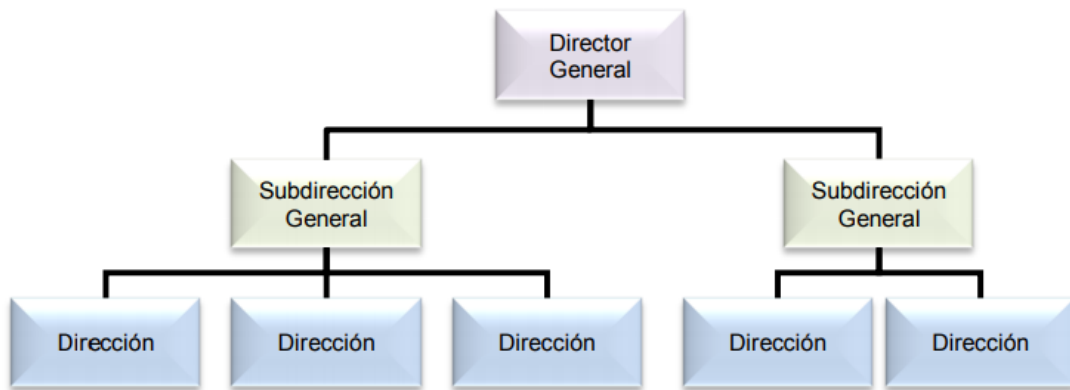 Director
General
Subdirección
General
Subdirección
General
Dirección
Dirección
Dirección
Dirección
Dirección